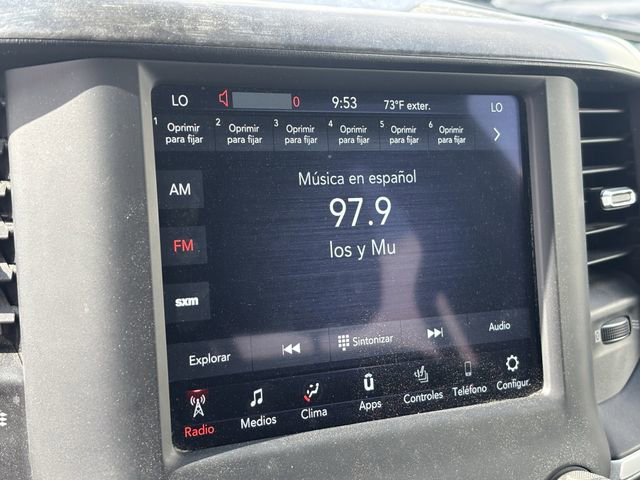 LO 0 9:53 73°F exter. LO
1 Oprimir para fijar 2 Oprimir para fijar 3 Oprimir para fijar 4 Oprimir para fijar 5 Oprimir para fijar 6 Oprimir para fijar
Música en español
AM
97.9
FM
los y Mu
sxm
Explorar Sintonizar Audio
Radio Medios Clima Apps Controles Teléfono Configur.